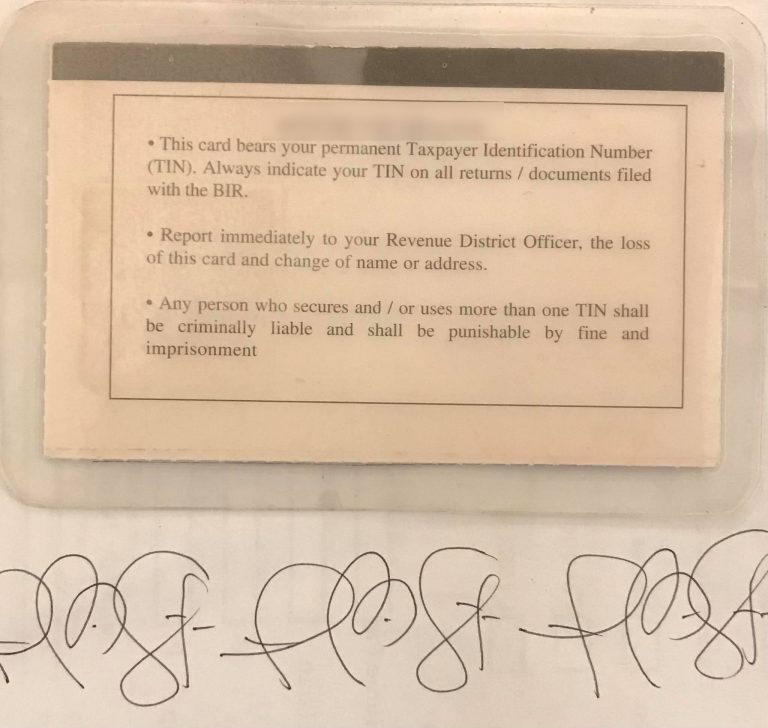 • This card bears your permanent Taxpayer Identification Number
(TIN). Always indicate your TIN on all returns / documents filed
with the BIR.
• Report immediately to your Revenue District Officer, the loss
of this card and change of name or address.
• Any person who secures and / or uses more than one TIN shall
be criminally liable and shall be punishable by fine and
imprisonment